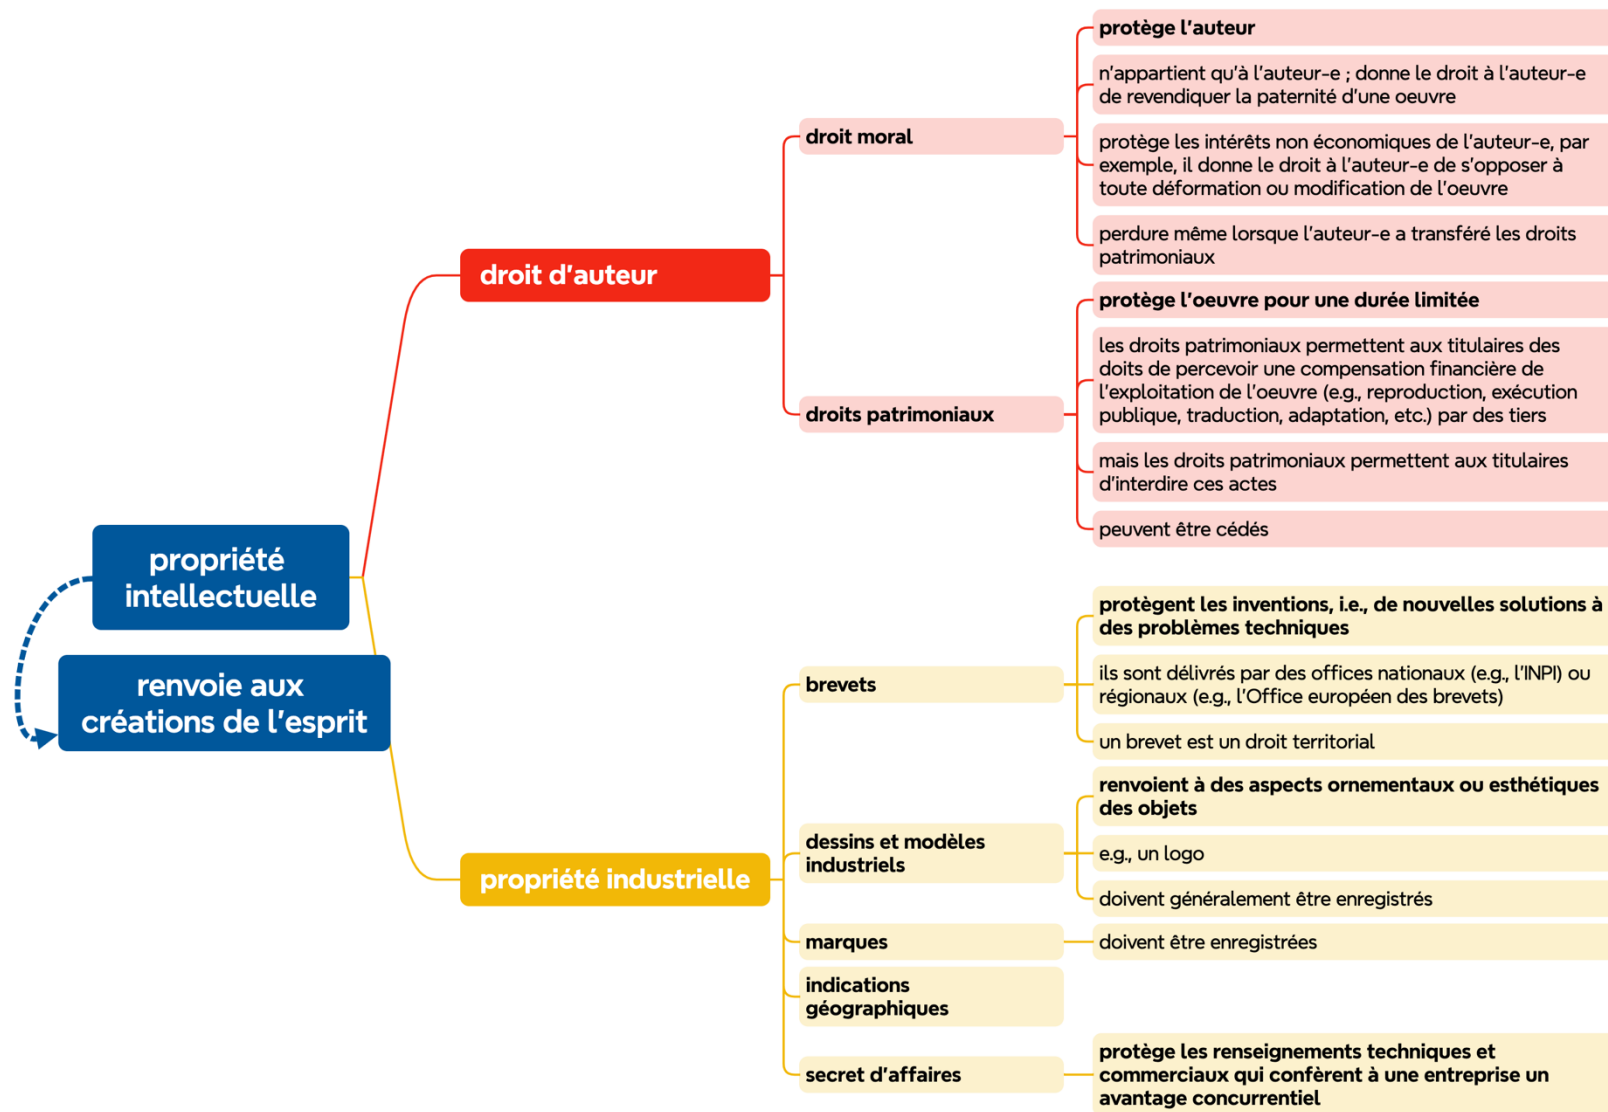 propriété
intellectuelle
renvoie aux
créations de l'esprit
droit d'auteur
droit moral
protège l'auteur
n'appartient qu'à l'auteur-e ; donne le droit à l'auteur-e
de revendiquer la paternité d'une oeuvre
protège les intérêts non économiques de l'auteur-e, par
exemple, il donne le droit à l'auteur-e de s'opposer à
toute déformation ou modification de l'oeuvre
perdure même lorsque l'auteur-e a transféré les droits
patrimoniaux
droits patrimoniaux
protège l'oeuvre pour une durée limitée
les droits patrimoniaux permettent aux titulaires des
doits de percevoir une compensation financière de
l'exploitation de l'oeuvre (e.g., reproduction, exécution
publique, traduction, adaptation, etc.) par des tiers
mais les droits patrimoniaux permettent aux titulaires
d'interdire ces actes
peuvent être cédés
propriété industrielle
brevets
protègent les inventions, i.e., de nouvelles solutions à
des problèmes techniques
ils sont délivrés par des offices nationaux (e.g., l'INPI) ou
régionaux (e.g., l'Office européen des brevets)
un brevet est un droit territorial
dessins et modèles
industriels
renvoient à des aspects ornementaux ou esthétiques
des objets
e.g., un logo
doivent généralement être enregistrés
marques
doivent être enregistrées
indications
géographiques
secret d'affaires
protège les renseignements techniques et
commerciaux qui confèrent à une entreprise un
avantage concurrentiel